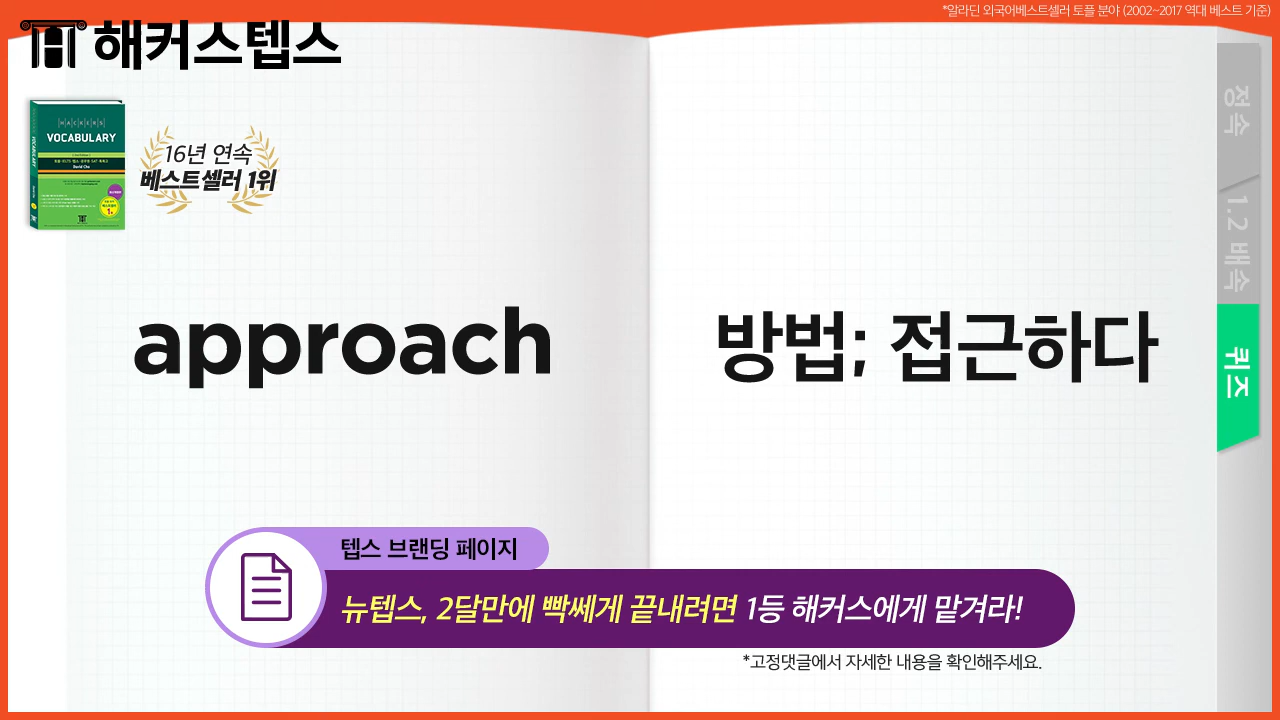 *알라딘 외국어베스트셀러 토플 분야 (2002~2017 역대 베스트 기준)
해커스텝스
HACKERS
VOCABULARY
16년 연속
베스트셀러 1위
정속
1.2 배속
퀴즈
approach
방법; 접근하다
텝스 브랜딩 페이지
뉴텝스, 2달만에 빡쎄게 끝내려면 1등 해커스에게 맡겨라!
*고정댓글에서 자세한 내용을 확인해주세요.